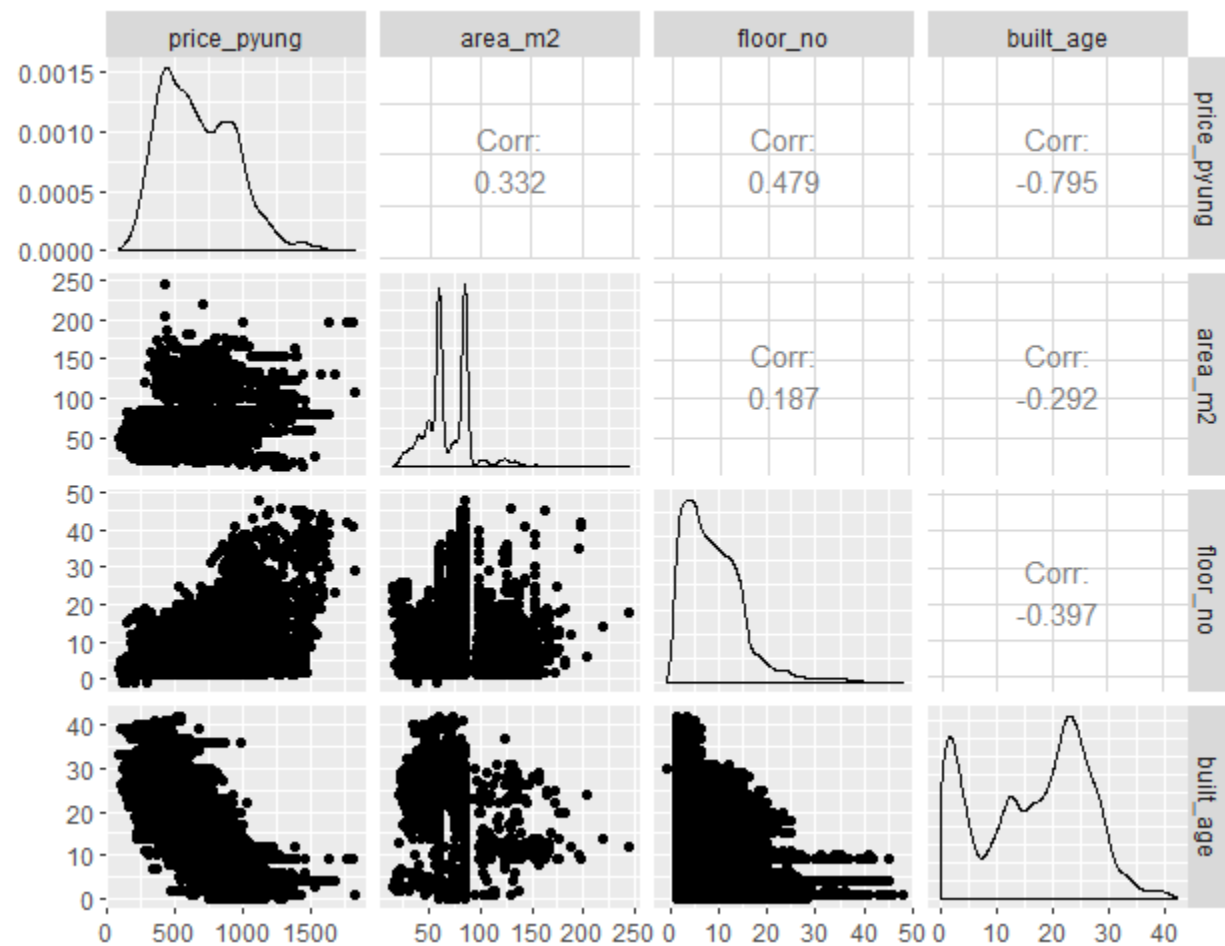 price_pyung area_m2 floor_no built_age
0.0015
0.0010
0.0005
0.0000
Corr:
0.332
Corr:
0.479
Corr:
-0.795
price_pyung
250
200
150
100
50
Corr:
0.187
Corr:
-0.292
area_m2
50
40
30
20
10
0
Corr:
-0.397
floor_no
40
30
20
10
0
built_age
0 500 1000 1500 50 100 150 200 250 0 10 20 30 40 50 0 10 20 30 40